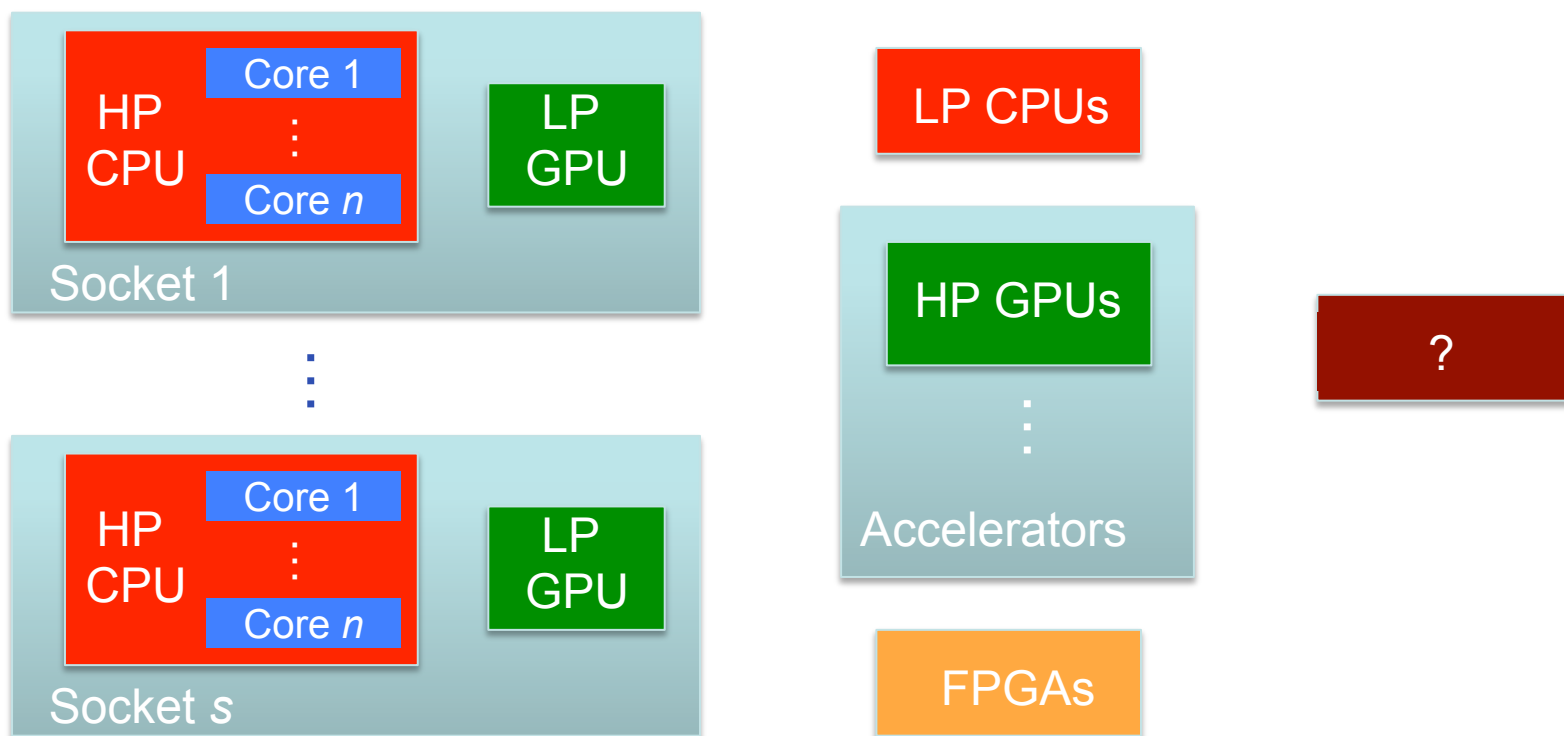 HP
CPU
Core 1
⋮
Core n
LP
GPU
Socket 1
⋮
HP
CPU
Core 1
⋮
Core n
LP
GPU
Socket s
LP CPUs
HP GPUs
⋮
Accelerators
FPGAs
?